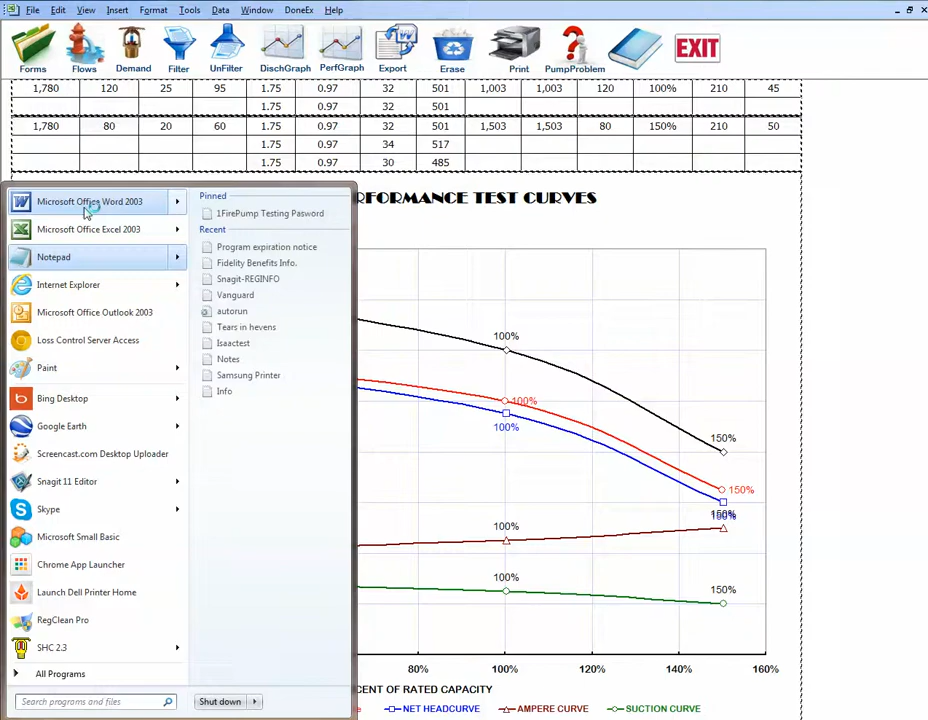 File Edit View Insert Format Tools Data Window DoneEx Help
Forms Flows Demand Filter UnFilter DischGraph PerfGraph Export Erase Print PumpProblem EXIT
1,780 120 25 95 1.75 0.97 32 501 1,003 1,003 120 100% 210 45
1.75 0.97 32 501
1,780 80 20 60 1.75 0.97 32 501 1,503 1,503 80 150% 210 50
1.75 0.97 34 517
1.75 0.97 30 485
RFORMANCE TEST CURVES
Microsoft Office Word 2003
Microsoft Office Excel 2003
Notepad
Internet Explorer
Microsoft Office Outlook 2003
Loss Control Server Access
Paint
Bing Desktop
Google Earth
Screencast.com Desktop Uploader
Snagit 11 Editor
Skype
Microsoft Small Basic
Chrome App Launcher
Launch Dell Printer Home
RegClean Pro
SHC 2.3
All Programs
Search programs and files
Shut down
Pinned
1FirePump Testing Pasword
Recent
Program expiration notice
Fidelity Benefits Info.
Snagit-REGINFO
Vanguard
autorun
Tears in hevens
Isaactest
Notes
Samsung Printer
Info
100%
150%
100%
150%
100%
100%
150%
100%
150%
80% 100% 120% 140% 160%
CENT OF RATED CAPACITY
NET HEADCURVE AMPERE CURVE SUCTION CURVE